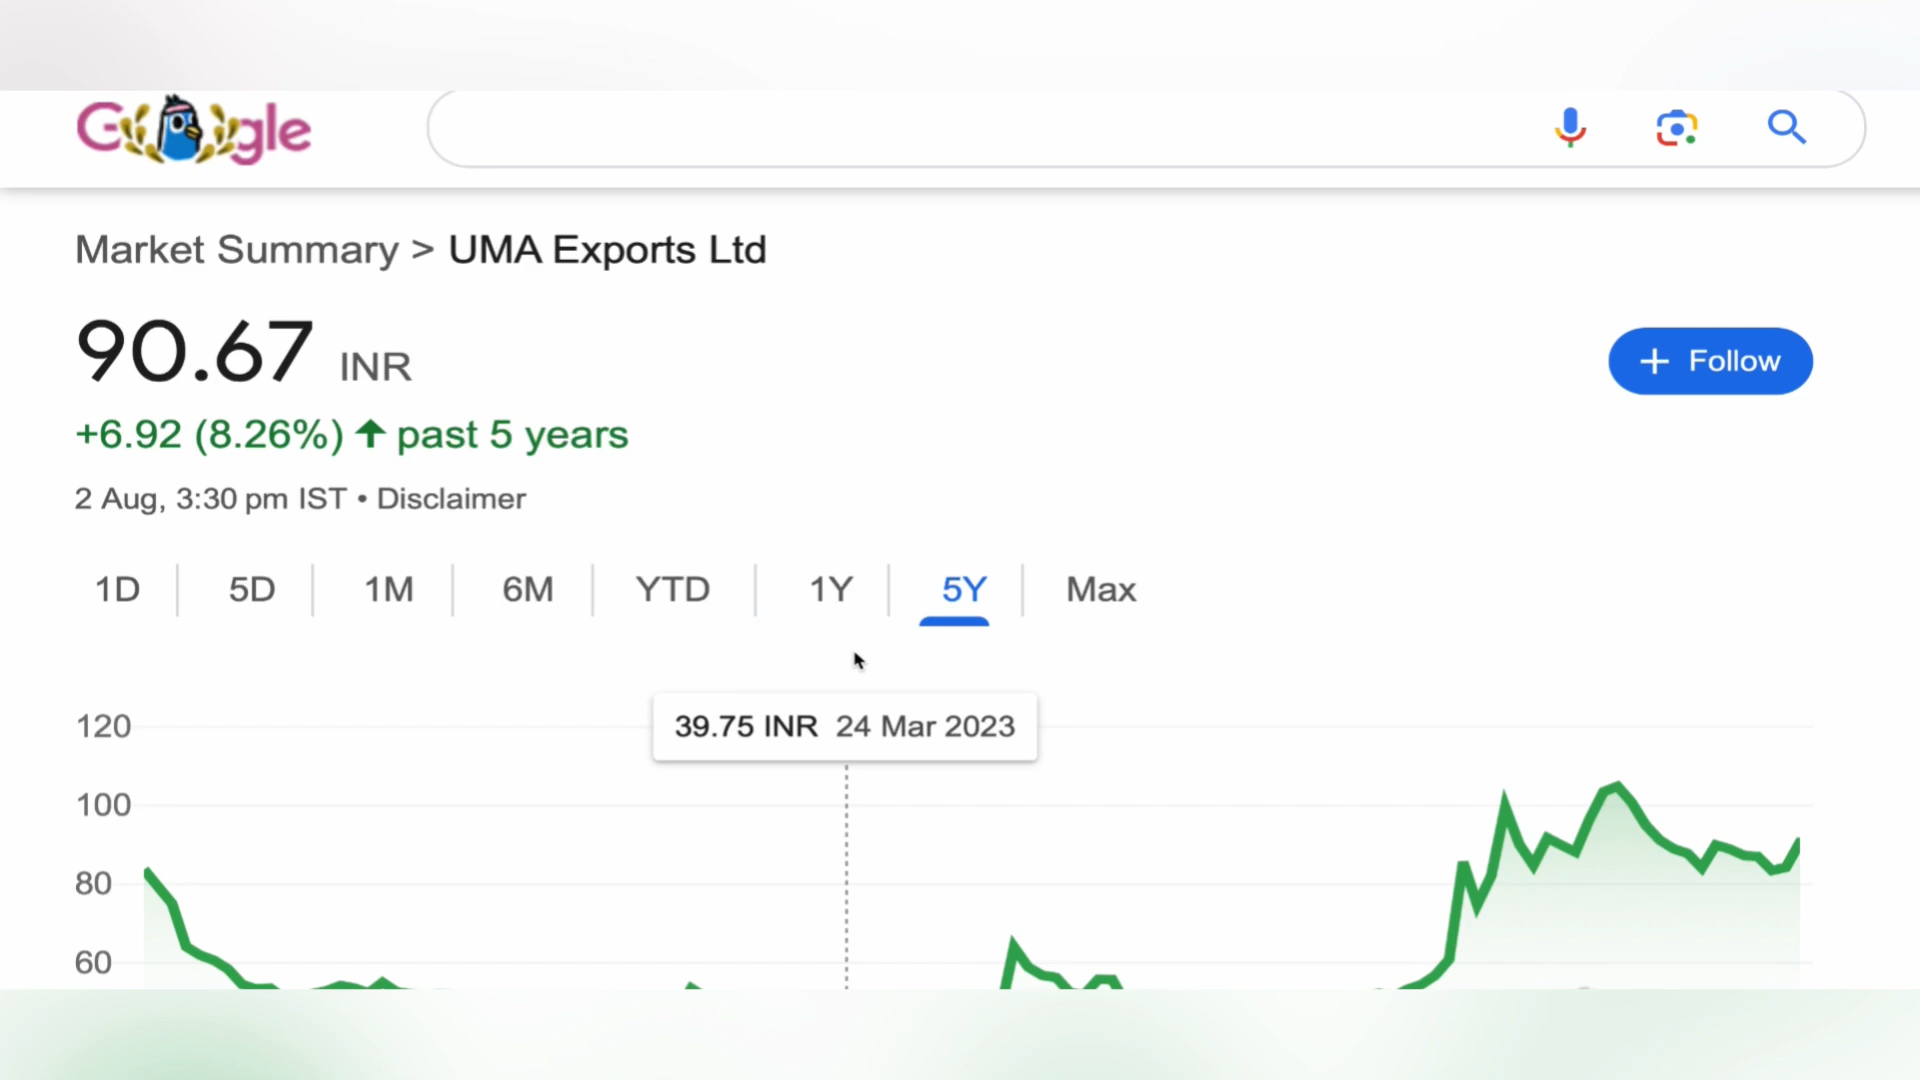 Google
Market Summary > UMA Exports Ltd
90.67 INR
+ Follow
+6.92 (8.26%) ↑ past 5 years
2 Aug, 3:30 pm IST • Disclaimer
1D 5D 1M 6M YTD 1Y 5Y Max
39.75 INR 24 Mar 2023
120
100
80
60